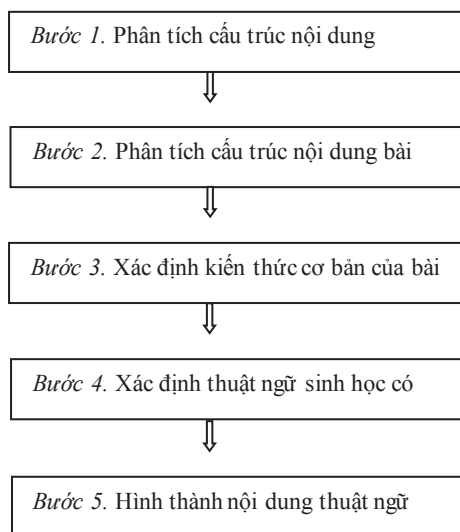 Bước 1. Phân tích cấu trúc nội dung
Bước 2. Phân tích cấu trúc nội dung bài
Bước 3. Xác định kiến thức cơ bản của bài
Bước 4. Xác định thuật ngữ sinh học có
Bước 5. Hình thành nội dung thuật ngữ